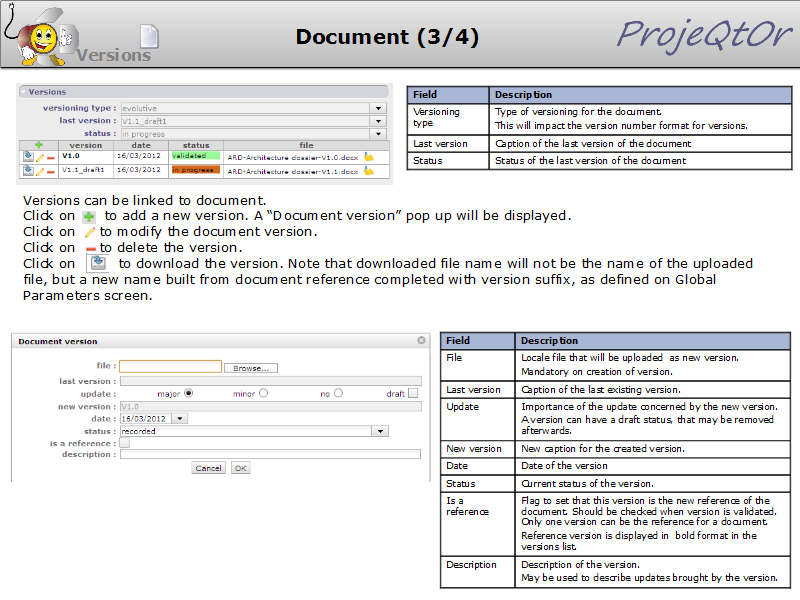 Versions
Document (3/4)
ProjeQtOr
Versions
versioning type : evolutive
last version : V1.1_draft1
status : in progress
version date status file
V1.0 16/03/2012 validated ARD-Architecture dossier-V1.0.docx
V1.1_draft1 16/03/2012 in progress ARD-Architecture dossier-V1.1.docx
Field Description
Versioning type Type of versioning for the document.
This will impact the version number format for versions.
Last version Caption of the last version of the document
Status Status of the last version of the document
Versions can be linked to document.
Click on to add a new version. A “Document version” pop up will be displayed.
Click on to modify the document version.
Click on to delete the version.
Click on to download the version. Note that downloaded file name will not be the name of the uploaded
file, but a new name built from document reference completed with version suffix, as defined on Global
Parameters screen.
Document version
file : Browse...
last version :
update : major minor no draft
new version : V1.0
date : 16/03/2012
status : recorded
is a reference :
description :
Cancel OK
Field Description
File Locale file that will be uploaded as new version.
Mandatory on creation of version.
Last version Caption of the last existing version.
Update Importance of the update concerned by the new version.
A version can have a draft status, that may be removed
afterwards.
New version New caption for the created version.
Date Date of the version
Status Current status of the version.
Is a reference Flag to set that this version is the new reference of the
document. Should be checked when version is validated.
Only one version can be the reference for a document.
Reference version is displayed in bold format in the
versions list.
Description Description of the version.
May be used to describe updates brought by the version.